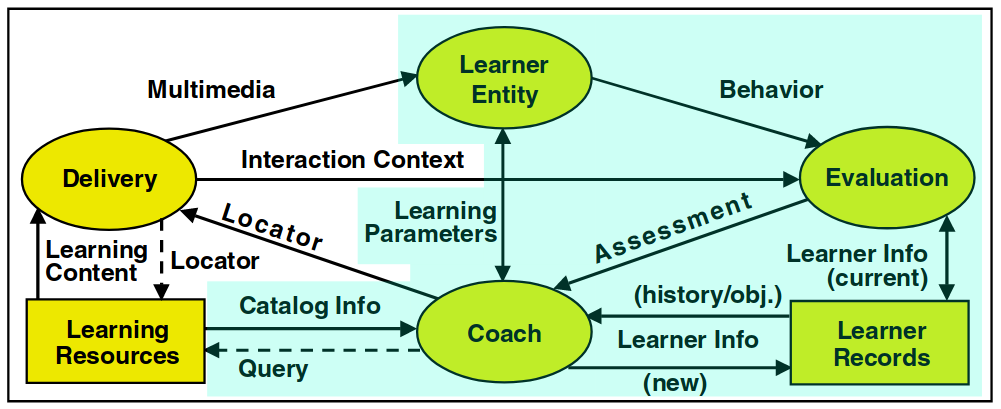 Learner
Entity
Multimedia
Behavior
Interaction Context
Delivery
Evaluation
Learning
Parameters
Locator
Assessment
Learning
Content
Locator
Learner Info
(current)
Catalog Info
(history/obj.)
Learning
Resources
Coach
Learner Info
Learner
Records
Query
(new)